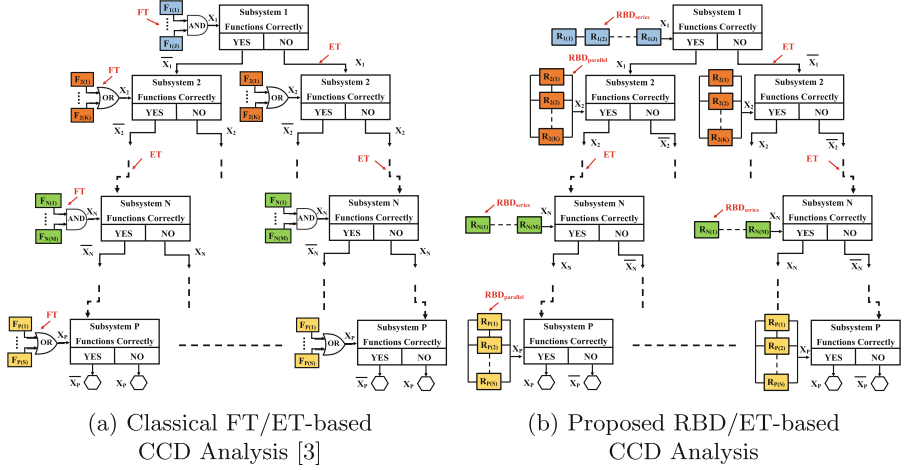 FT
F1(1)
F1(J)
AND
X1
Subsystem 1
Functions Correctly
YES NO
X̅1
ET
X1
F2(1)
FT
F2(K)
OR
X2
Subsystem 2
Functions Correctly
YES NO
F2(1)
F2(K)
OR
X2
Subsystem 2
Functions Correctly
YES NO
X̅2
X2
X̅2
X2
ET
ET
FN(1)
FT
FN(M)
AND
XN
Subsystem N
Functions Correctly
YES NO
FN(1)
FN(M)
AND
XN
Subsystem N
Functions Correctly
YES NO
X̅N
XN
X̅N
XN
FP(1)
FT
FP(S)
OR
XP
Subsystem P
Functions Correctly
YES NO
FP(1)
FP(S)
OR
XP
Subsystem P
Functions Correctly
YES NO
X̅P
XP
X̅P
XP
(a) Classical FT/ET-based
CCD Analysis [3]
RBDseries
R1(1)
R1(2)
R1(J)
X1
Subsystem 1
Functions Correctly
YES NO
X1
ET
X̅1
RBDparallel
R2(1)
R3(2)
R2(K)
X2
Subsystem 2
Functions Correctly
YES NO
R2(1)
R2(2)
R2(K)
X2
Subsystem 2
Functions Correctly
YES NO
X2
X̅2
X2
X̅2
ET
ET
RBDseries
RN(1)
RN(M)
XN
Subsystem N
Functions Correctly
YES NO
RBDseries
RN(1)
RN(M)
XN
Subsystem N
Functions Correctly
YES NO
XN
X̅N
XN
X̅N
RBDparallel
RP(1)
RP(2)
RP(S)
XP
Subsystem P
Functions Correctly
YES NO
RP(1)
RP(2)
RP(S)
XP
Subsystem P
Functions Correctly
YES NO
XP
X̅P
XP
X̅P
(b) Proposed RBD/ET-based
CCD Analysis